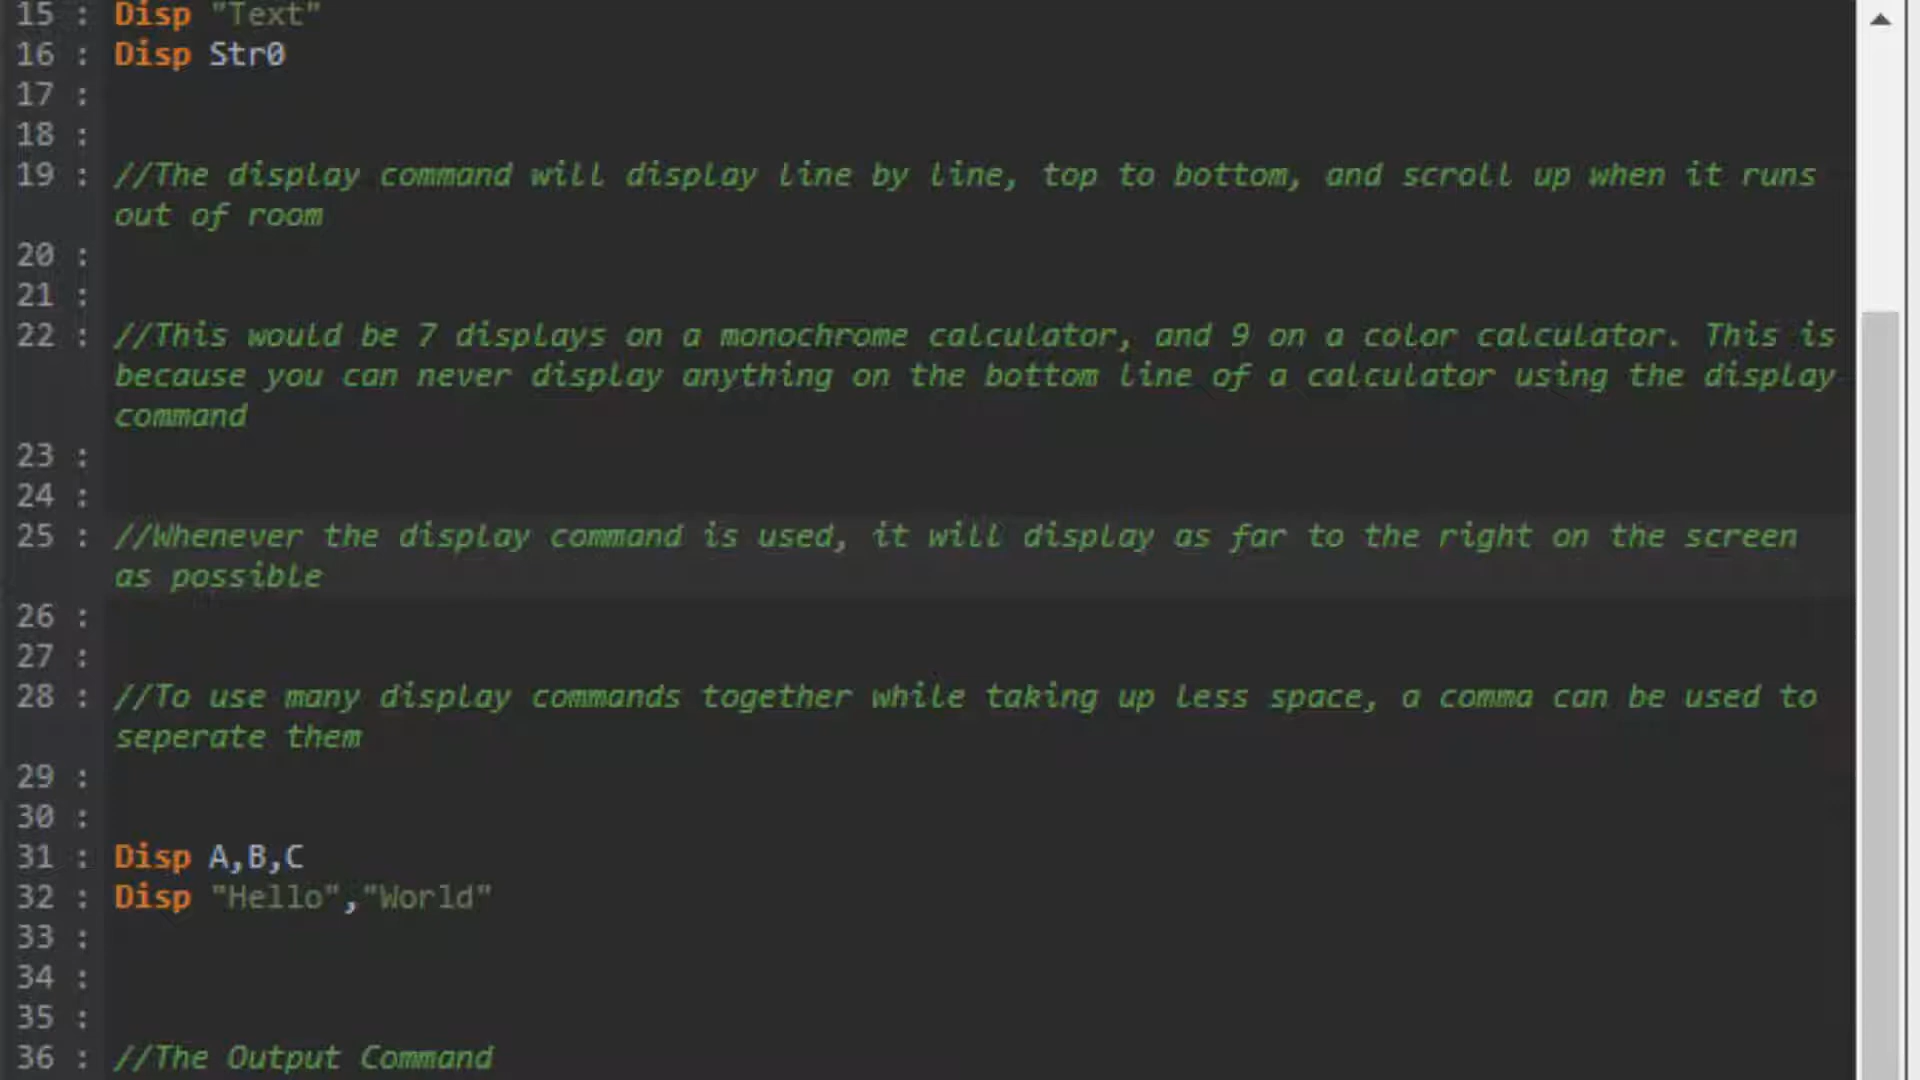 15 : Disp "Text"
16 : Disp Str0
17 :
18 :
19 : //The display command will display line by line, top to bottom, and scroll up when it runs
out of room
20 :
21 :
22 : //This would be 7 displays on a monochrome calculator, and 9 on a color calculator. This is
because you can never display anything on the bottom line of a calculator using the display
command
23 :
24 :
25 : //Whenever the display command is used, it will display as far to the right on the screen
as possible
26 :
27 :
28 : //To use many display commands together while taking up less space, a comma can be used to
seperate them
29 :
30 :
31 : Disp A,B,C
32 : Disp "Hello","World"
33 :
34 :
35 :
36 : //The Output Command